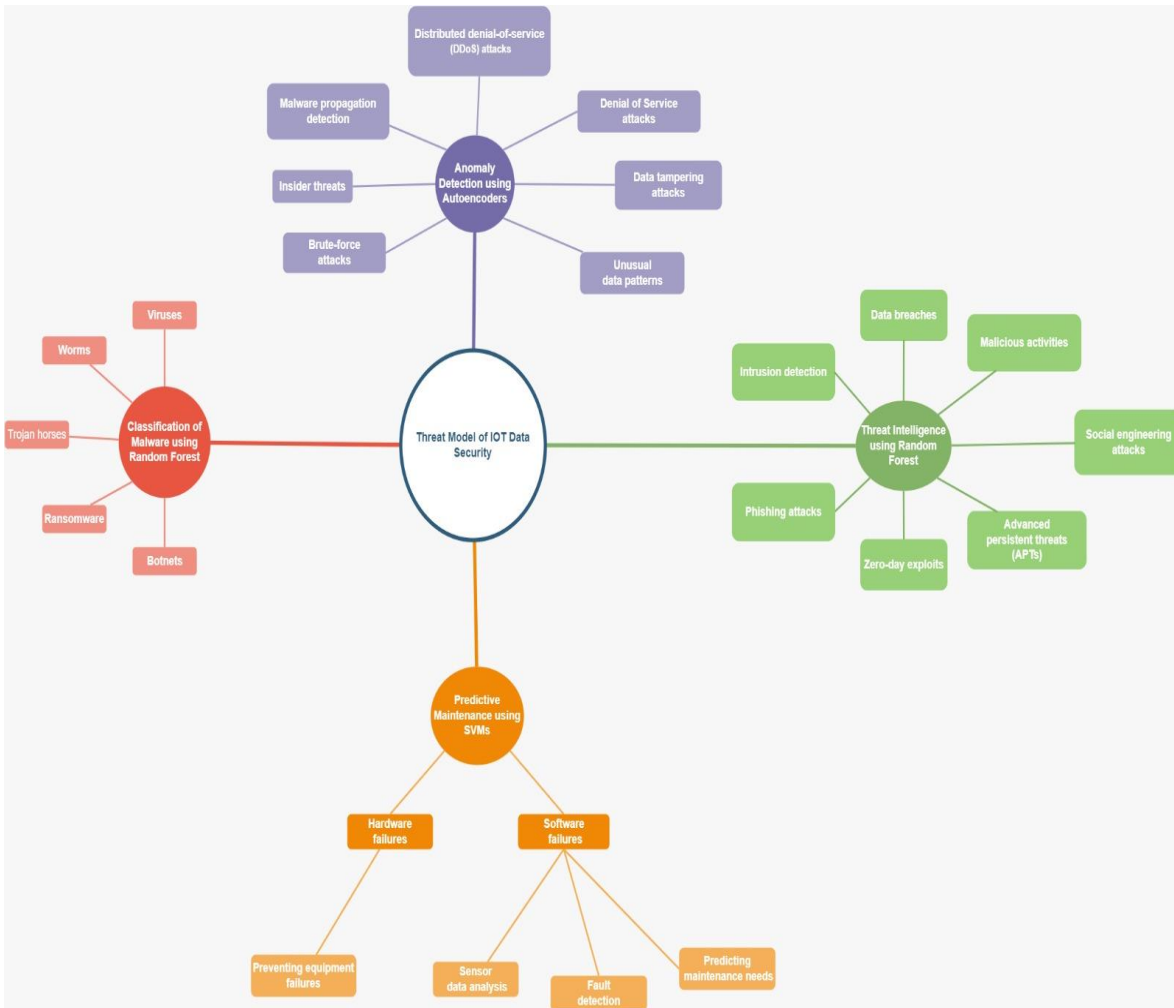 Distributed denial-of-service
(DDoS) attacks
Malware propagation
detection
Denial of Service
attacks
Anomaly
Detection using
Autoencoders
Insider threats
Data tampering
attacks
Brute-force
attacks
Unusual
data patterns
Viruses
Worms
Trojan horses
Classification of
Malware using
Random Forest
Ransomware
Botnets
Threat Model of IOT Data
Security
Data breaches
Malicious activities
Intrusion detection
Threat Intelligence
using Random
Forest
Social engineering
attacks
Phishing attacks
Advanced
persistent threats
(APTs)
Zero-day exploits
Predictive
Maintenance using
SVMs
Hardware
failures
Software
failures
Preventing equipment
failures
Sensor
data analysis
Fault
detection
Predicting
maintenance needs